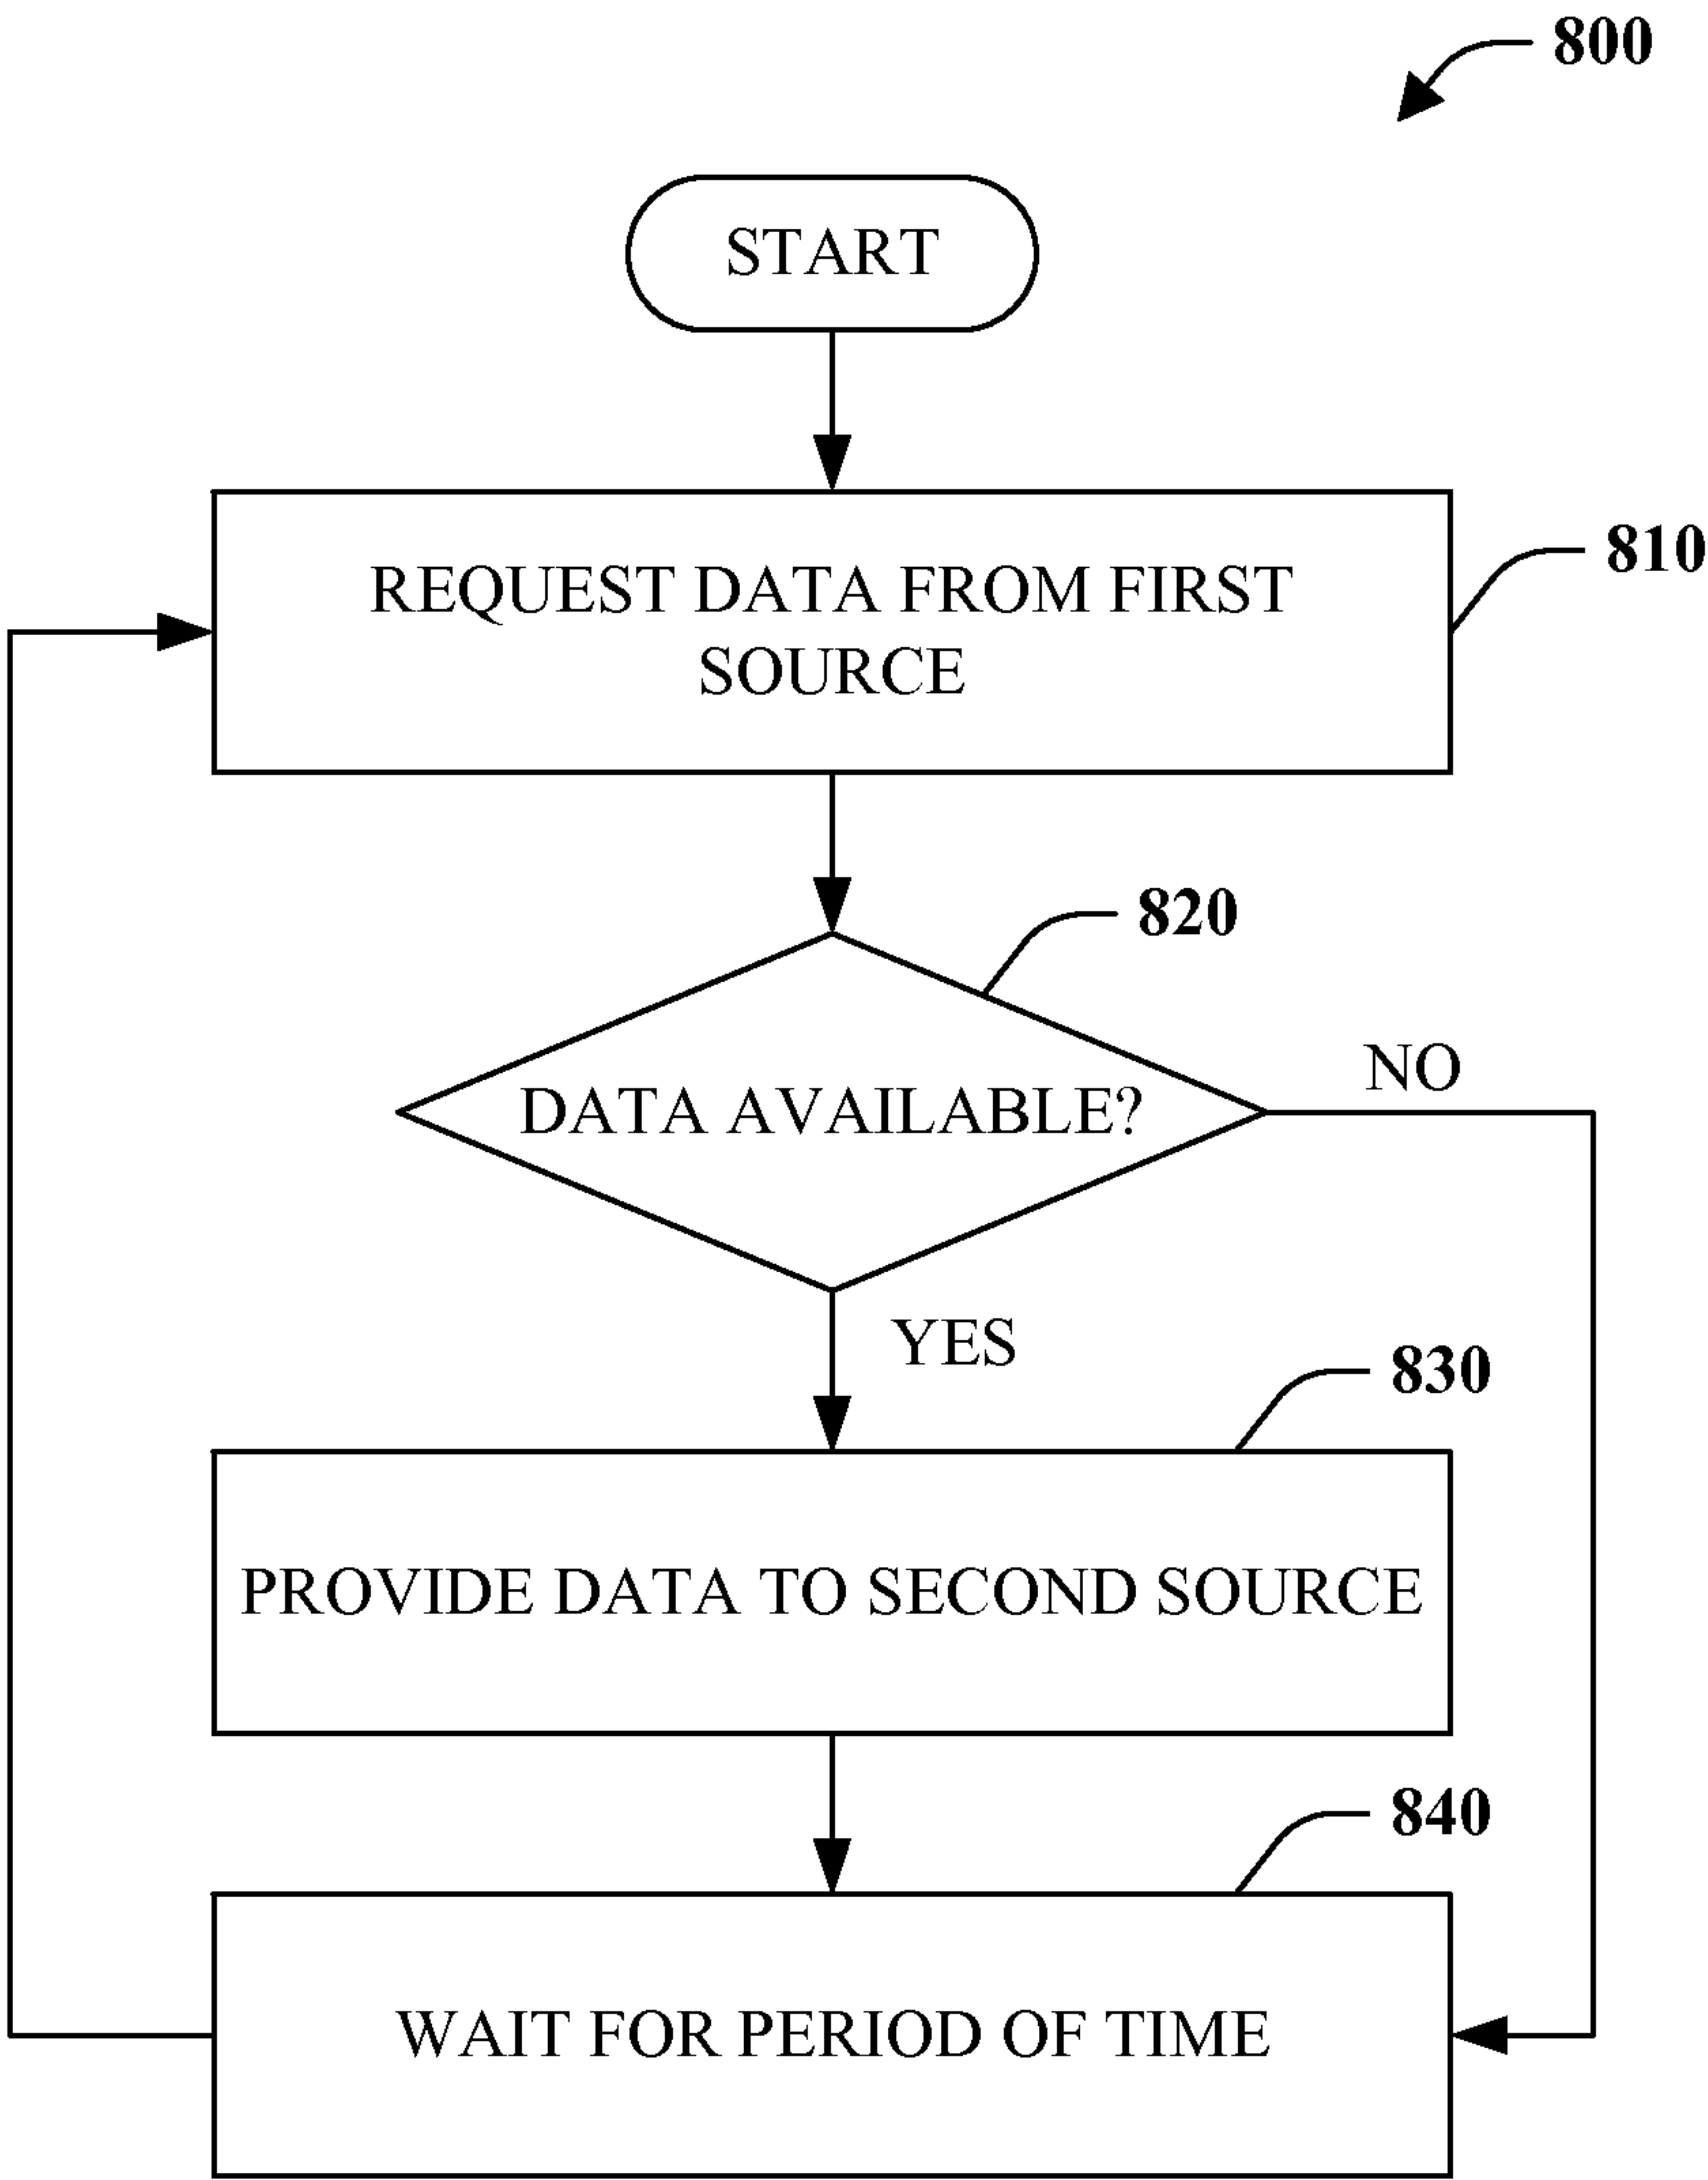 800
START
REQUEST DATA FROM FIRST
SOURCE
810
820
DATA AVAILABLE?
NO
YES
830
PROVIDE DATA TO SECOND SOURCE
840
WAIT FOR PERIOD OF TIME